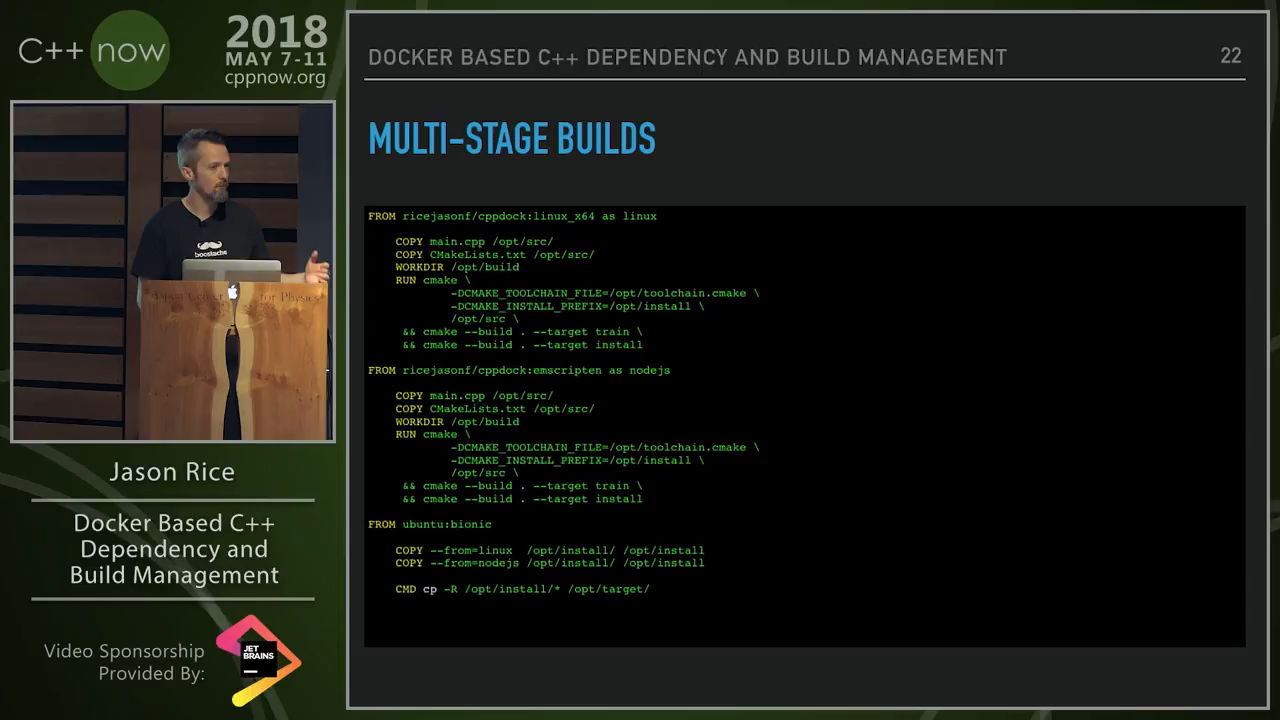 C++ now
2018
MAY 7-11
cppnow.org
DOCKER BASED C++ DEPENDENCY AND BUILD MANAGEMENT
22
MULTI-STAGE BUILDS
FROM ricejasonf/cppdock:linux_x64 as linux
COPY main.cpp /opt/src/
COPY CMakeLists.txt /opt/src/
WORKDIR /opt/build
RUN cmake \
-DCMAKE_TOOLCHAIN_FILE=/opt/toolchain.cmake \
-DCMAKE_INSTALL_PREFIX=/opt/install \
/opt/src \
&& cmake --build . --target train \
&& cmake --build . --target install
FROM ricejasonf/cppdock:emscripten as nodejs
COPY main.cpp /opt/src/
COPY CMakeLists.txt /opt/src/
WORKDIR /opt/build
RUN cmake \
-DCMAKE_TOOLCHAIN_FILE=/opt/toolchain.cmake \
-DCMAKE_INSTALL_PREFIX=/opt/install \
/opt/src \
&& cmake --build . --target train \
&& cmake --build . --target install
FROM ubuntu:bionic
COPY --from=linux /opt/install/ /opt/install
COPY --from=nodejs /opt/install/ /opt/install
CMD cp -R /opt/install/* /opt/target/
boostache
for Physics
Jason Rice
Docker Based C++
Dependency and
Build Management
Video Sponsorship
Provided By:
JET
BRAINS